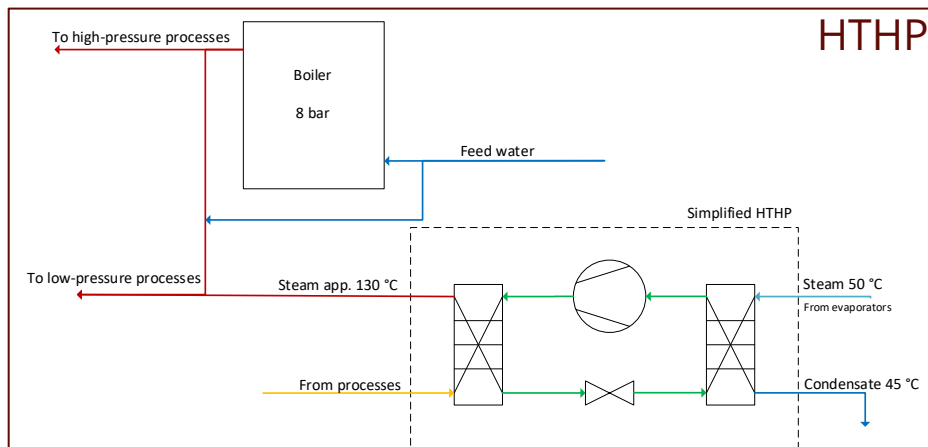 HTHP
To high-pressure processes
Boiler
8 bar
Feed water
Simplified HTHP
To low-pressure processes
Steam app. 130 °C
Steam 50 °C
From evaporators
From processes
Condensate 45 °C